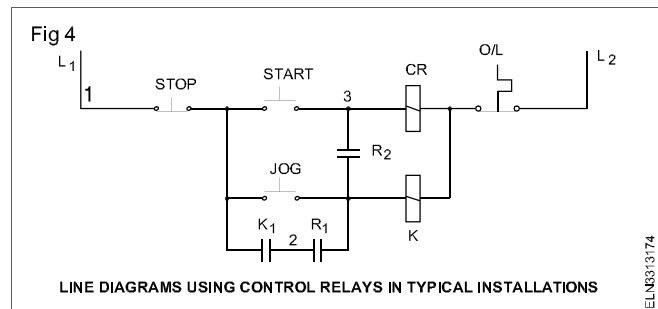 Fig 4
L1
1
STOP
START
3
CR
O/L
L2
R2
JOG
K1
2
R1
K
LINE DIAGRAMS USING CONTROL RELAYS IN TYPICAL INSTALLATIONS
ELN3313174